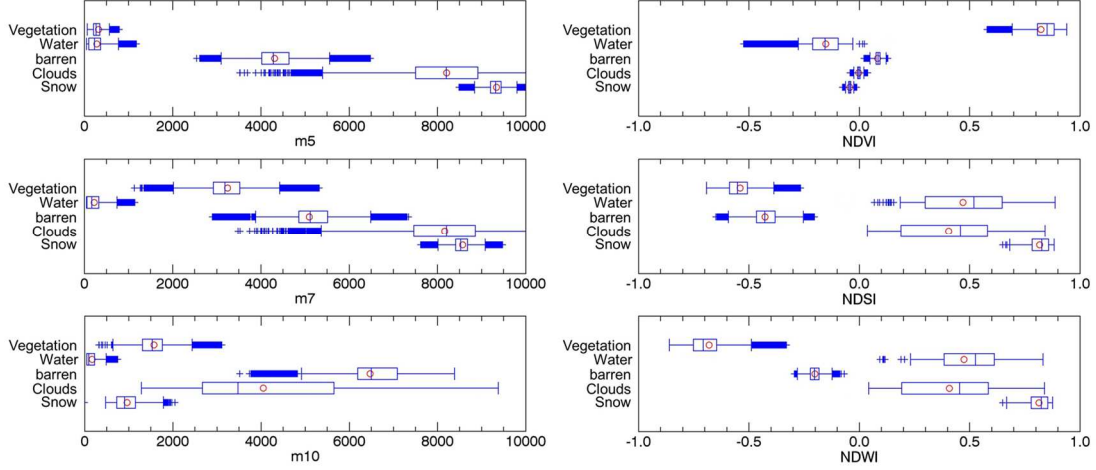 Vegetation
Water
barren
Clouds
Snow
0 2000 4000 6000 8000 10000
m5
Vegetation
Water
barren
Clouds
Snow
-1.0 -0.5 0.0 0.5 1.0
NDVI
Vegetation
Water
barren
Clouds
Snow
0 2000 4000 6000 8000 10000
m7
Vegetation
Water
barren
Clouds
Snow
-1.0 -0.5 0.0 0.5 1.0
NDSI
Vegetation
Water
barren
Clouds
Snow
0 2000 4000 6000 8000 10000
m10
Vegetation
Water
barren
Clouds
Snow
-1.0 -0.5 0.0 0.5 1.0
NDWI